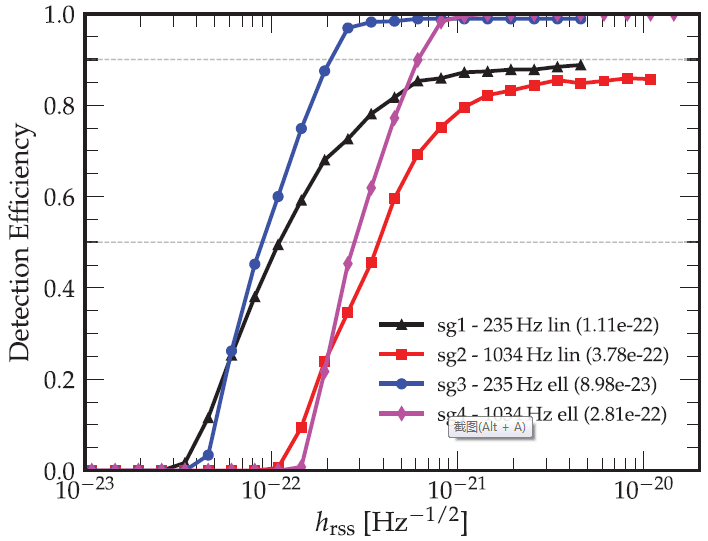 1.0
0.8
0.6
0.4
0.2
0.0
Detection Efficiency
sg1 - 235 Hz lin (1.11e-22)
sg2 - 1034 Hz lin (3.78e-22)
sg3 - 235 Hz ell (8.98e-23)
sg4 - 1034 Hz ell (2.81e-22)
截图(Alt + A)
10⁻²³ 10⁻²² 10⁻²¹ 10⁻²⁰
h_rss [Hz⁻¹/²]